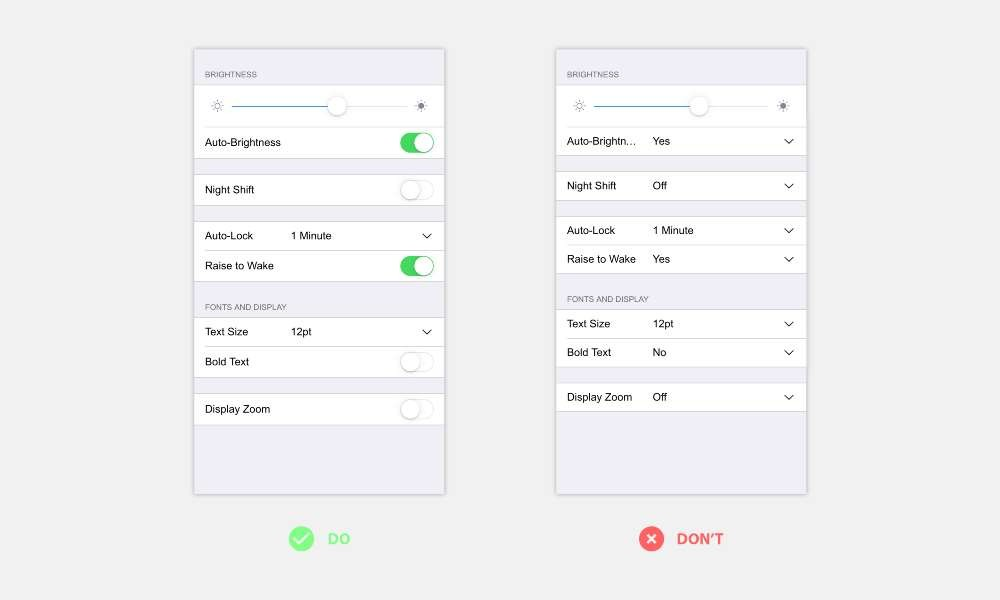 BRIGHTNESS
Auto-Brightness
Night Shift
Auto-Lock 1 Minute
Raise to Wake
FONTS AND DISPLAY
Text Size 12pt
Bold Text
Display Zoom
DO
BRIGHTNESS
Auto-Brightn... Yes
Night Shift Off
Auto-Lock 1 Minute
Raise to Wake Yes
FONTS AND DISPLAY
Text Size 12pt
Bold Text No
Display Zoom Off
DON'T